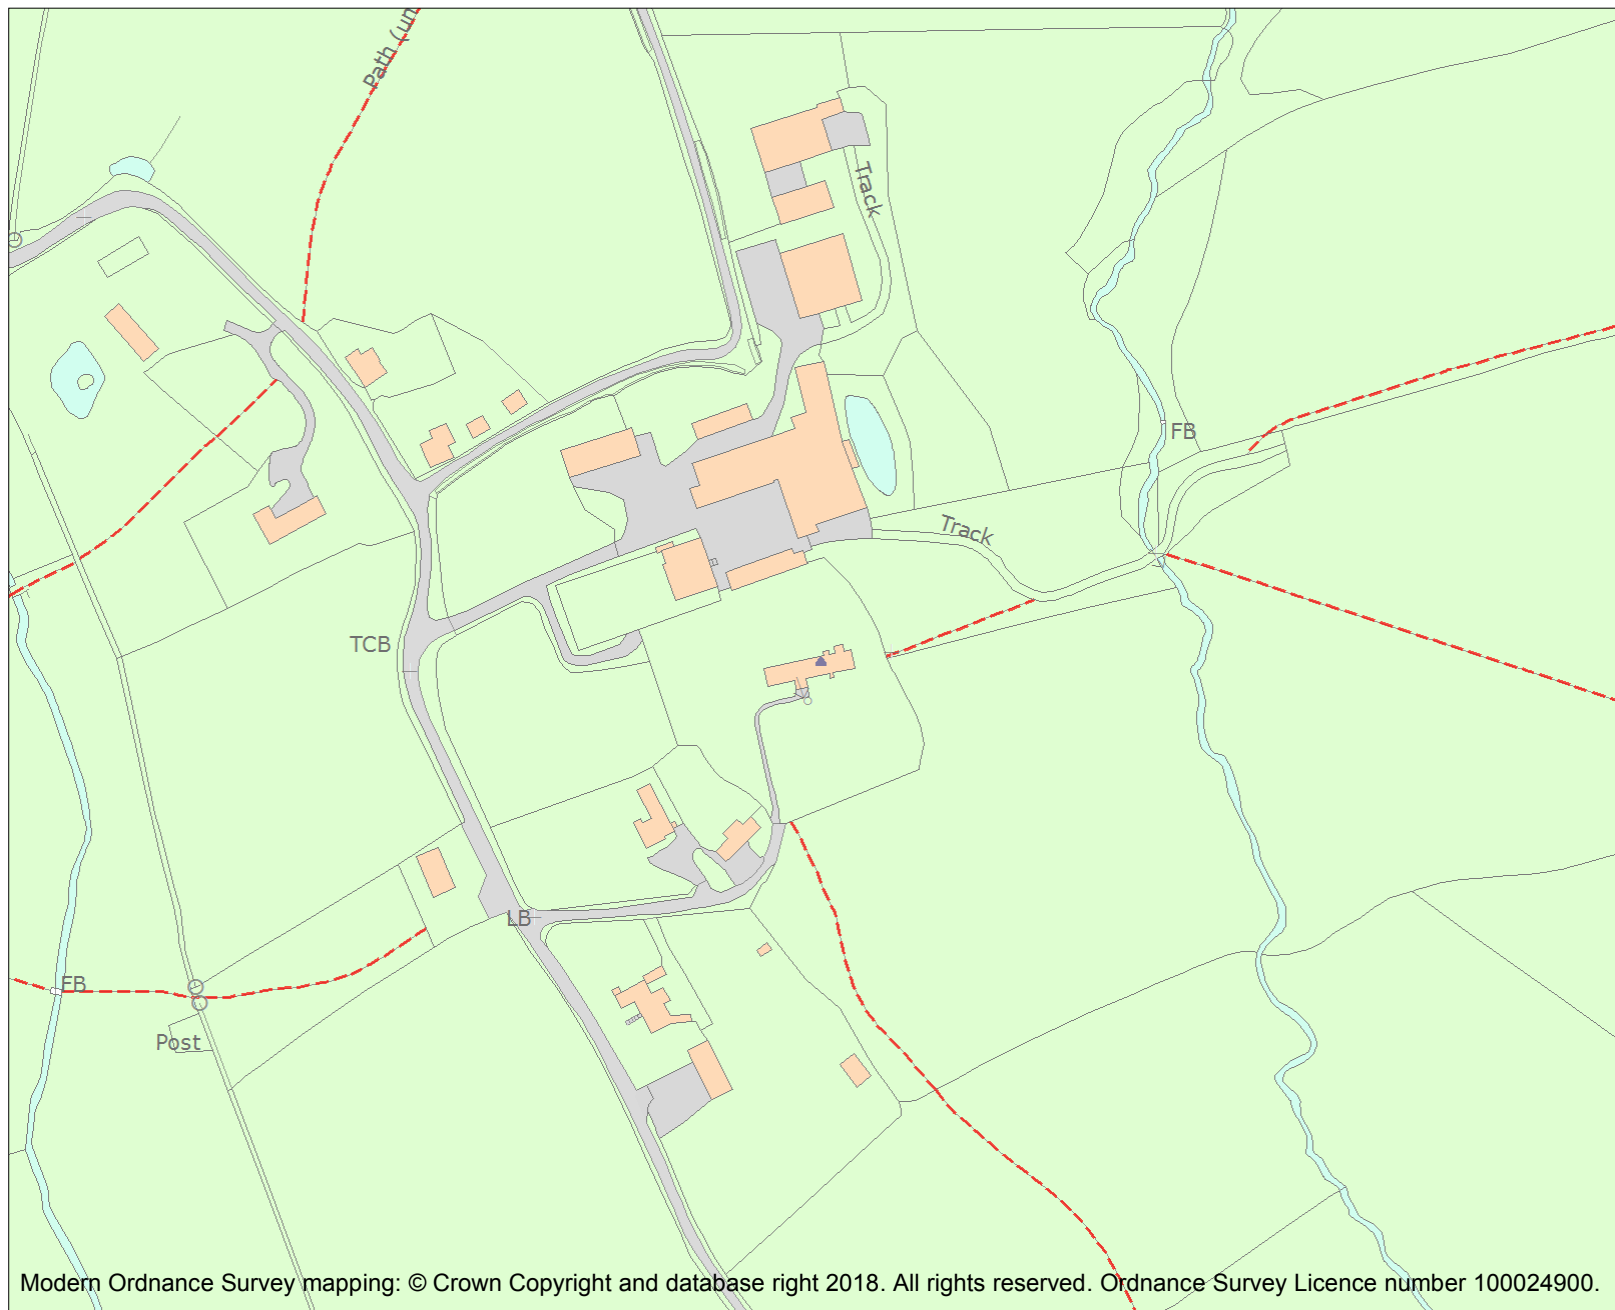 Path (un
Track
FB
Track
TCB
LB
FB
Post
Modern Ordnance Survey mapping: © Crown Copyright and database right 2018. All rights reserved. Ordnance Survey Licence number 100024900.